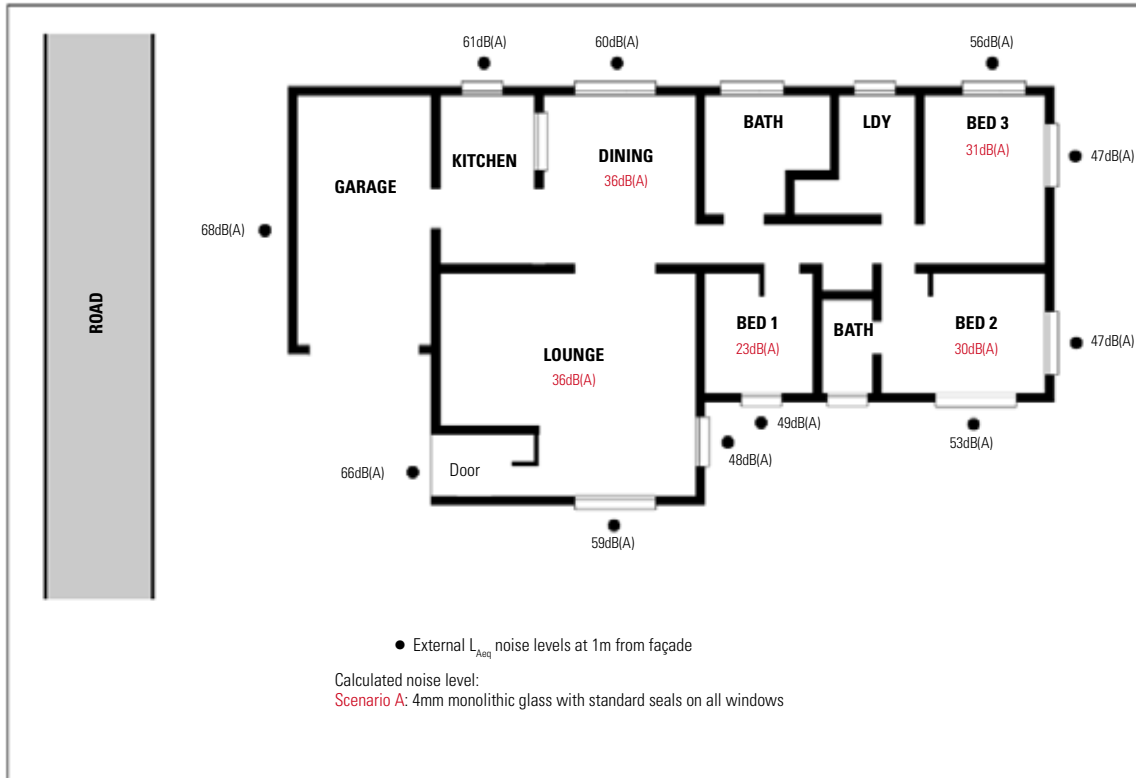 61dB(A)
60dB(A)
56dB(A)
BATH
LDY
BED 3
31dB(A)
47dB(A)
KITCHEN
DINING
36dB(A)
GARAGE
68dB(A)
ROAD
BED 1
23dB(A)
BATH
BED 2
30dB(A)
47dB(A)
LOUNGE
36dB(A)
49dB(A)
53dB(A)
48dB(A)
66dB(A)
Door
59dB(A)
● External LAeq noise levels at 1m from façade
Calculated noise level:
Scenario A: 4mm monolithic glass with standard seals on all windows